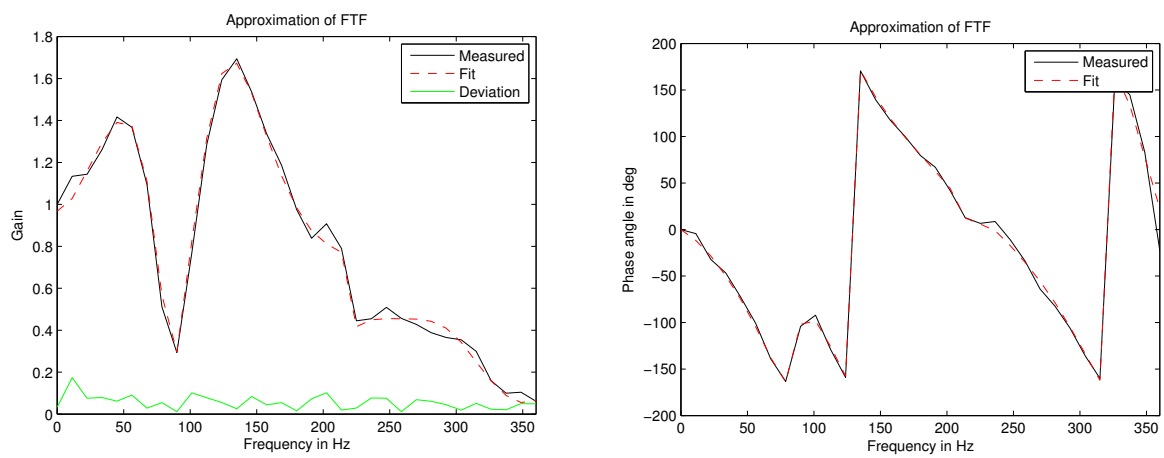 Approximation of FTF
1.8
1.6
1.4
1.2
1
0.8
0.6
0.4
0.2
0
Gain
0 50 100 150 200 250 300 350
Frequency in Hz
Measured
Fit
Deviation
Approximation of FTF
200
150
100
50
0
−50
−100
−150
−200
Phase angle in deg
0 50 100 150 200 250 300 350
Frequency in Hz
Measured
Fit